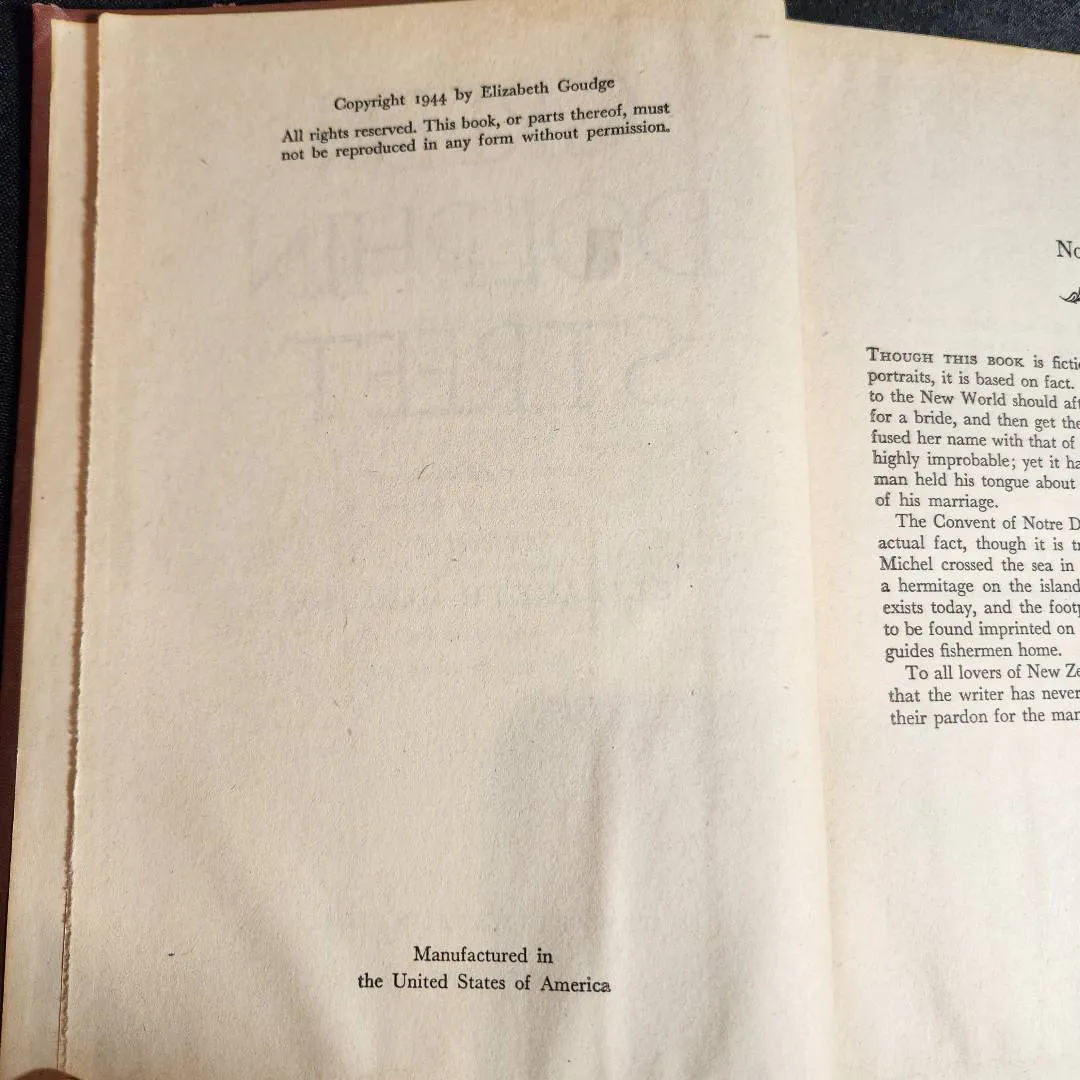 Copyright 1944 by Elizabeth Goudge
All rights reserved. This book, or parts thereof, must
not be reproduced in any form without permission.
DOLPHIN
STREET
Manufactured in
the United States of America
THOUGH THIS BOOK is
portraits, it is based on fact.
to the New World should
for a bride, and then get
fused her name with that of
highly improbable; yet it
man held his tongue about
of his marriage.
The Convent of Notre
actual fact, though it is
Michel crossed the sea in
a hermitage on the island
exists today, and the
to be found imprinted on
guides fishermen home.
To all lovers of New
that the writer has never
their pardon for the